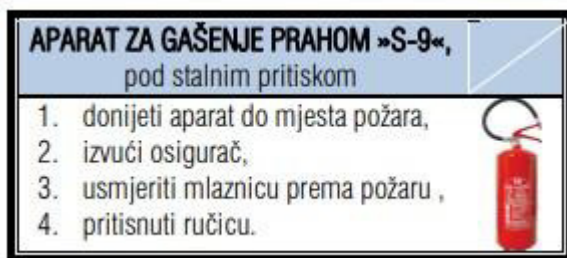 APARAT ZA GAŠENJE PRAHOM »S-9«,
pod stalnim pritiskom
1. donijeti aparat do mjesta požara,
2. izvući osigurač,
3. usmjeriti mlaznicu prema požaru ,
4. pritisnuti ručicu.